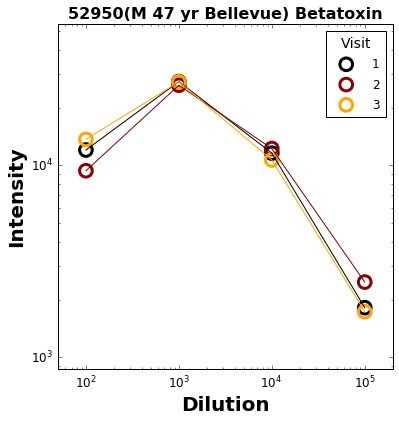 52950(M 47 yr Bellevue) Betatoxin
Visit
1
2
3
Intensity
10⁴
10³
10² 10³ 10⁴ 10⁵
Dilution